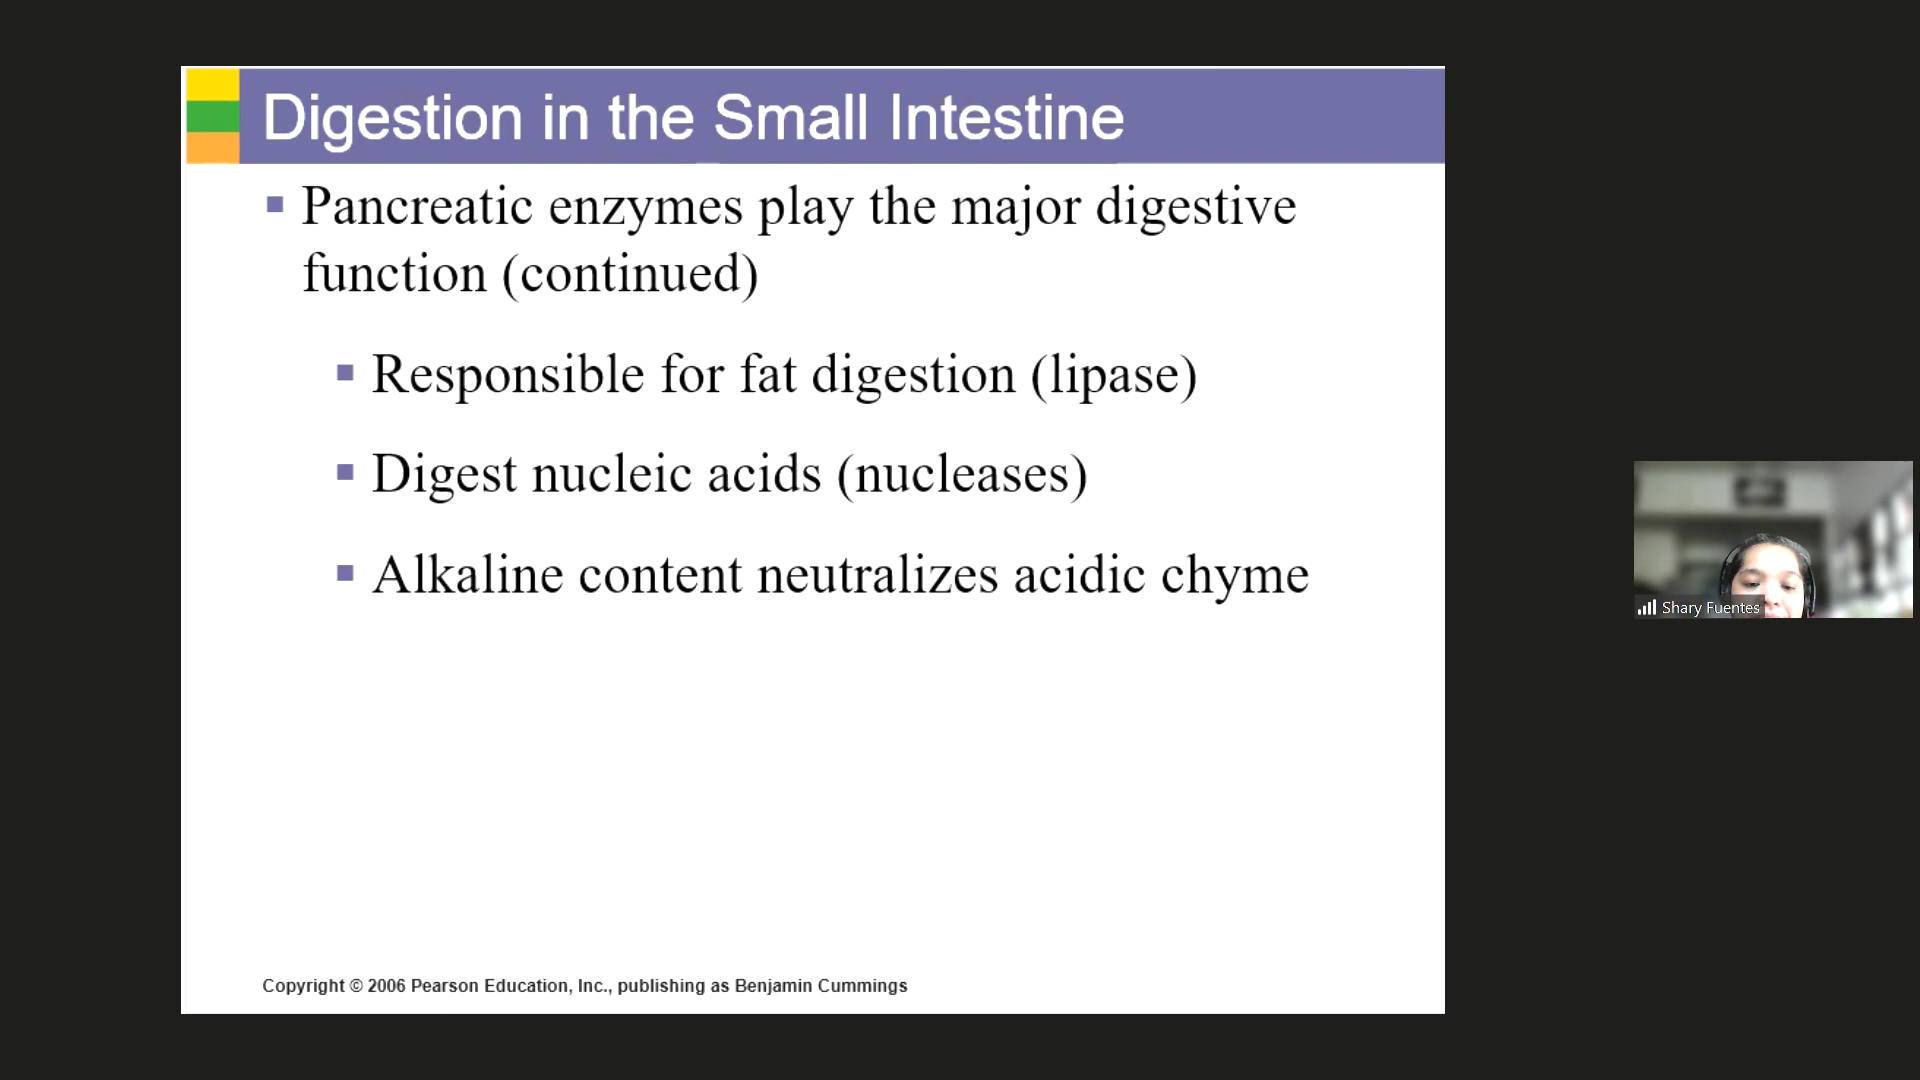 Digestion in the Small Intestine
Pancreatic enzymes play the major digestive
function (continued)
Responsible for fat digestion (lipase)
Digest nucleic acids (nucleases)
Alkaline content neutralizes acidic chyme
Copyright © 2006 Pearson Education, Inc., publishing as Benjamin Cummings
Shary Fuentes